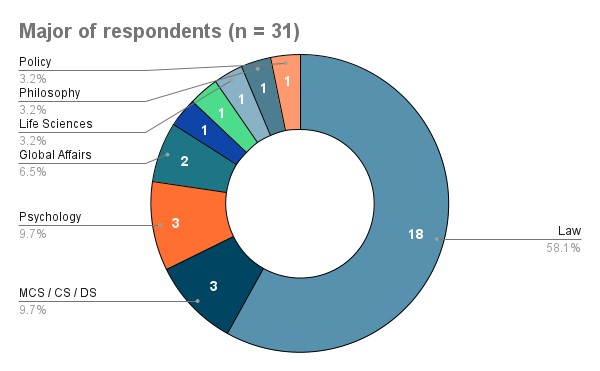 Major of respondents (n = 31)
Policy
3.2%
Philosophy
3.2%
Life Sciences
3.2%
Global Affairs
6.5%
Psychology
9.7%
MCS / CS / DS
9.7%
Law
58.1%
1
1
1
1
1
2
3
3
18